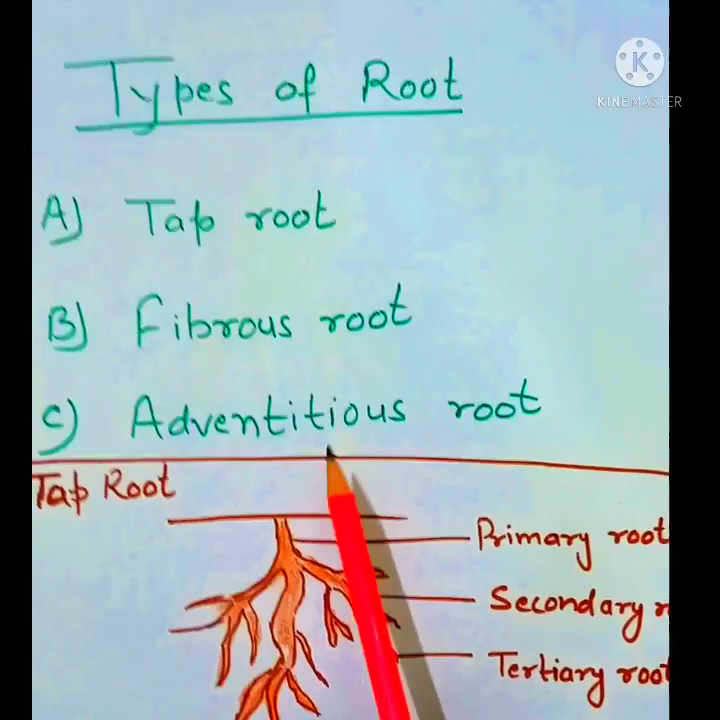 KINEMASTER
Types of Root
A) Tap root
B) Fibrous root
C) Adventitious root
Tap Root
Primary root
Secondary r
Tertiary root